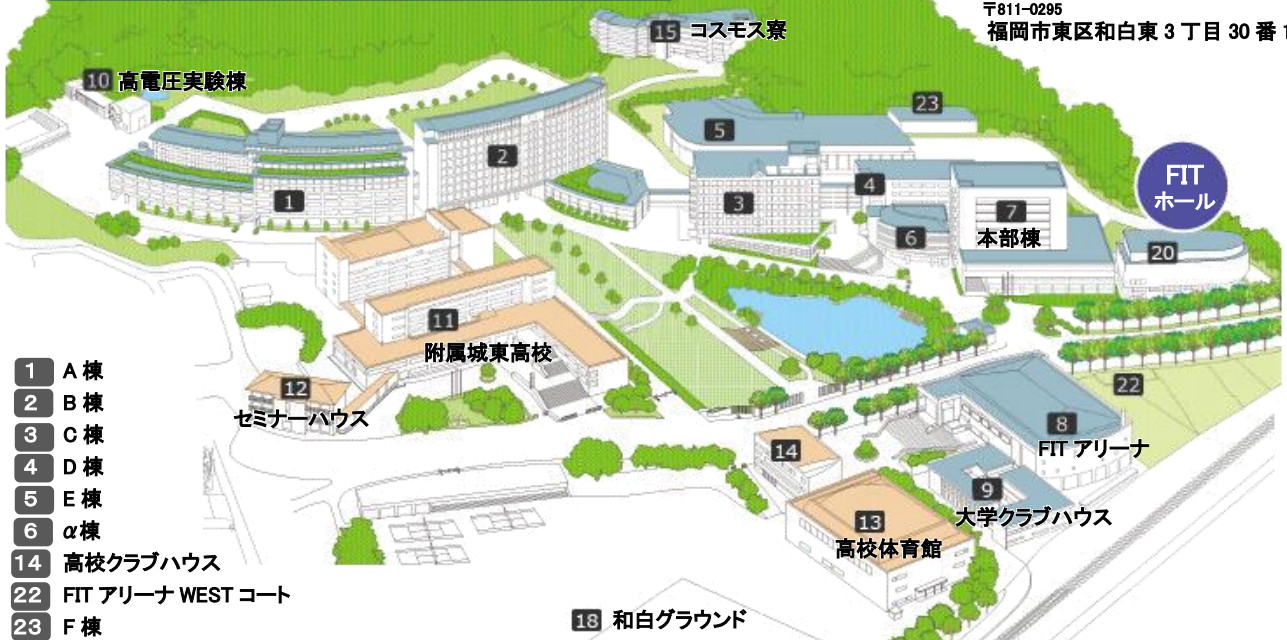 〒811-0295
福岡市東区和白東 3 丁目 30 番 1
15 コスモス寮
10 高電圧実験棟
23
5
2
FIT
ホール
4
3
1
7
本部棟
6
20
11
附属城東高校
12
セミナーハウス
22
8
FIT アリーナ
14
9
大学クラブハウス
13
高校体育館
18 和白グラウンド
1 A 棟
2 B 棟
3 C 棟
4 D 棟
5 E 棟
6 α棟
14 高校クラブハウス
22 FIT アリーナ WEST コート
23 F 棟